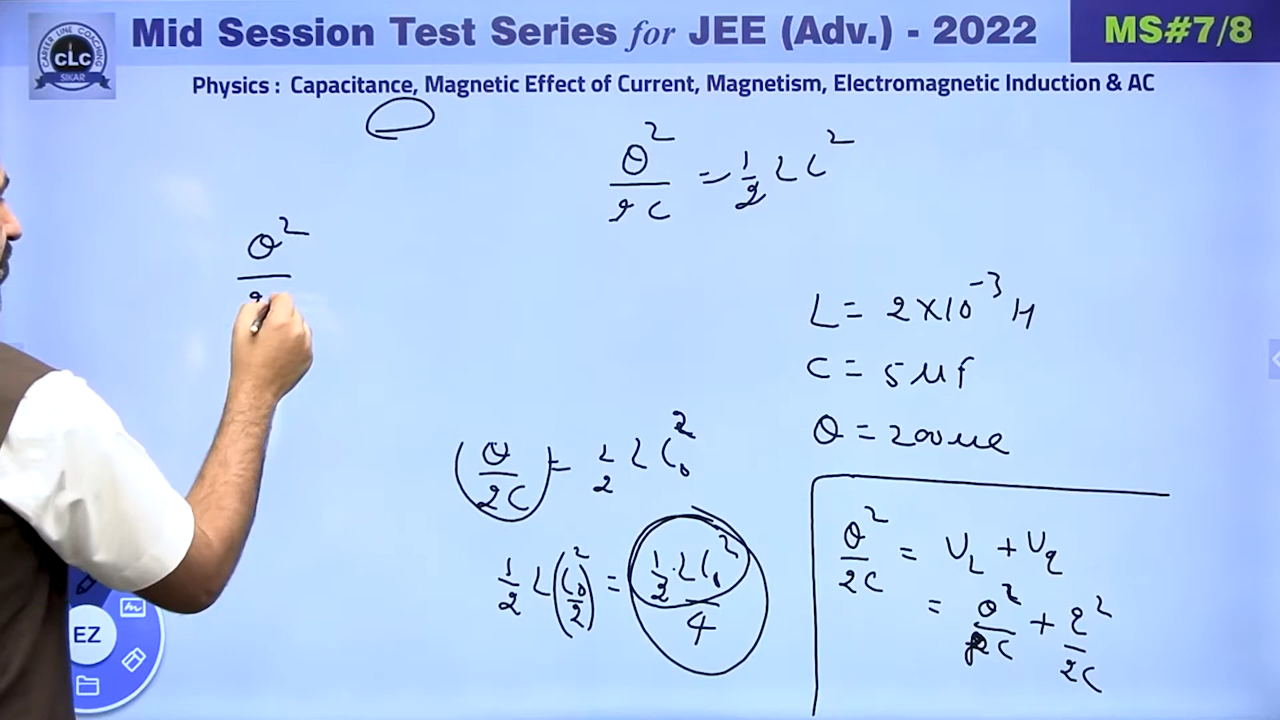 Mid Session Test Series for JEE (Adv.) - 2022
MS#7/8
CAREER LINE COACHING
CLC
SIKAR
Physics : Capacitance, Magnetic Effect of Current, Magnetism, Electromagnetic Induction & AC
Q²/2C = 1/2 L i²
Q²/2
L = 2×10⁻³ H
C = 5 μf
Q = 200μc
(Q/2C) = 1/2 L i₀²
1/2 L (i₀/2)² = 1/2 · L i₀²/4
Q²/2C = U_L + U_q
= Q²/2C + q²/2C
EZ